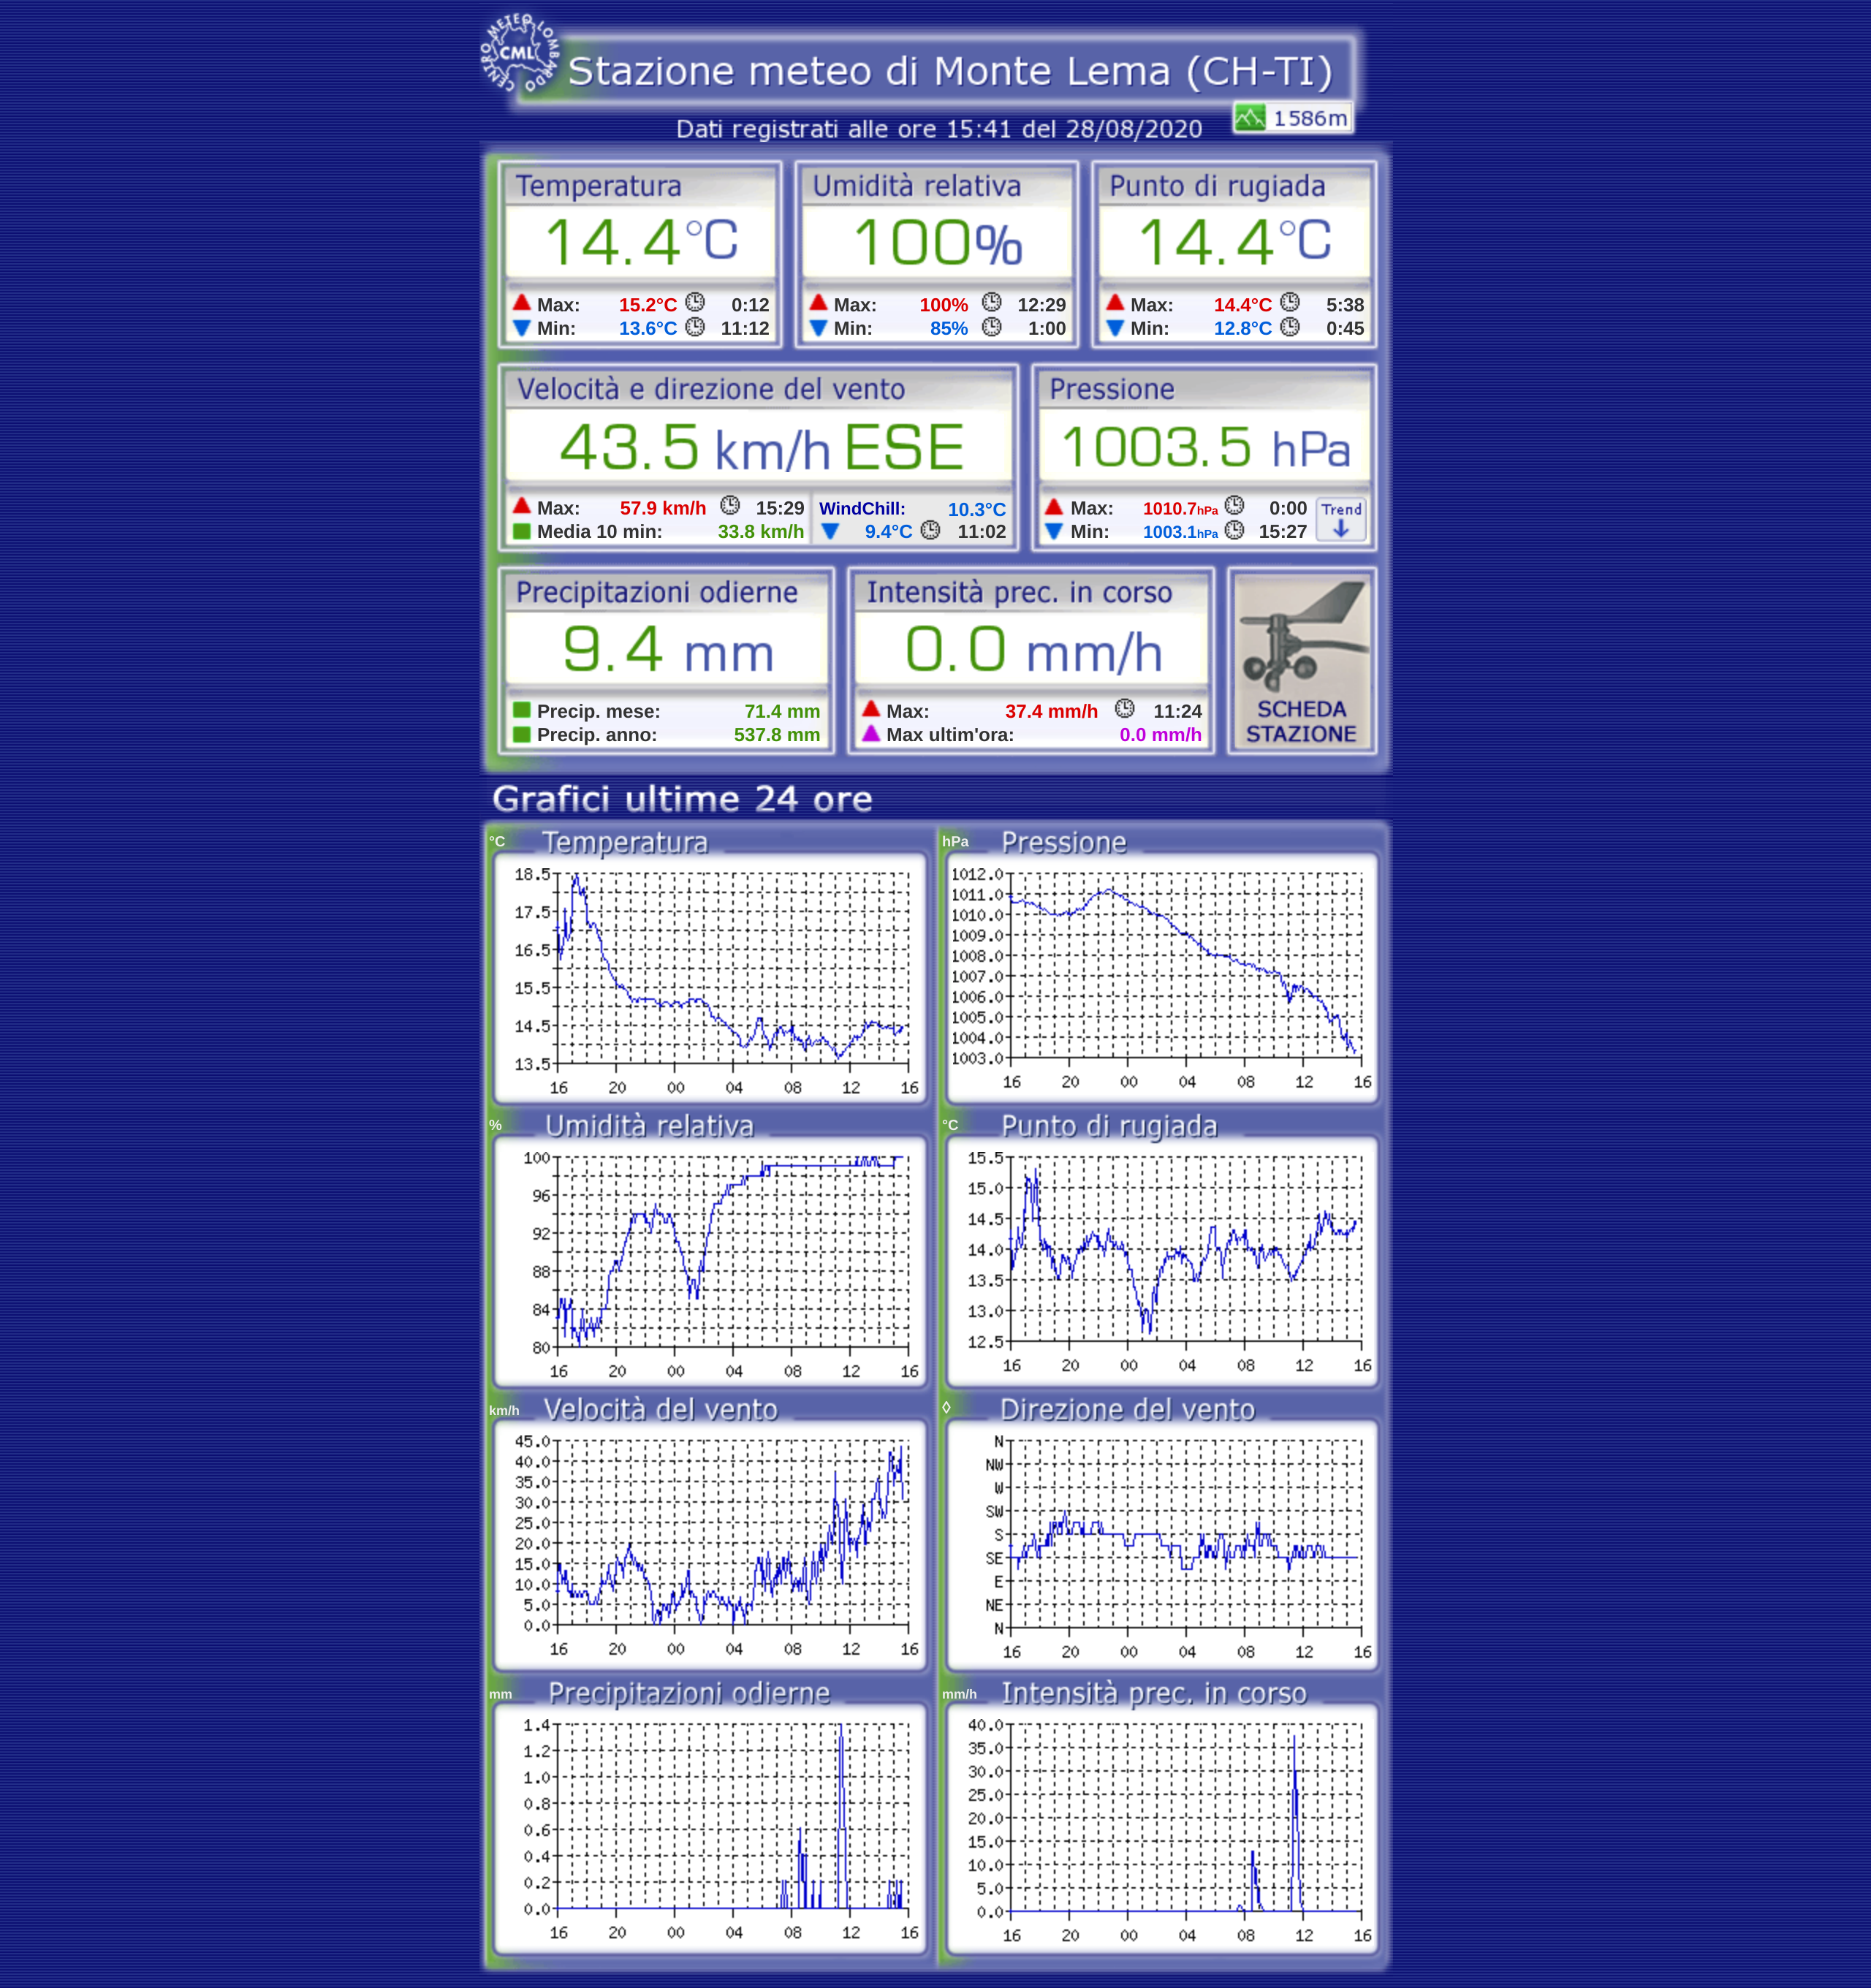 CENTRO METEO LOMBARDO
CML
Stazione meteo di Monte Lema (CH-TI)
1586m
Dati registrati alle ore 15:41 del 28/08/2020
Temperatura Umidità relativa Punto di rugiada
14.4°C 100% 14.4°C
Max: 15.2°C 0:12 Max: 100% 12:29 Max: 14.4°C 5:38
Min: 13.6°C 11:12 Min: 85% 1:00 Min: 12.8°C 0:45
Velocità e direzione del vento Pressione
43.5 km/h ESE 1003.5 hPa
Max: 57.9 km/h 15:29 WindChill: 10.3°C Max: 1010.7hPa 0:00 Trend
Media 10 min: 33.8 km/h 9.4°C 11:02 Min: 1003.1hPa 15:27
Precipitazioni odierne Intensità prec. in corso
9.4 mm 0.0 mm/h
Precip. mese: 71.4 mm Max: 37.4 mm/h 11:24 SCHEDA
Precip. anno: 537.8 mm Max ultim'ora: 0.0 mm/h STAZIONE
Grafici ultime 24 ore
°C Temperatura
18.5
17.5
16.5
15.5
14.5
13.5
16 20 00 04 08 12 16
hPa Pressione
1012.0
1011.0
1010.0
1009.0
1008.0
1007.0
1006.0
1005.0
1004.0
1003.0
16 20 00 04 08 12 16
% Umidità relativa
100
96
92
88
84
80
16 20 00 04 08 12 16
°C Punto di rugiada
15.5
15.0
14.5
14.0
13.5
13.0
12.5
16 20 00 04 08 12 16
km/h Velocità del vento
45.0
40.0
35.0
30.0
25.0
20.0
15.0
10.0
5.0
0.0
16 20 00 04 08 12 16
◊ Direzione del vento
N
NW
W
SW
S
SE
E
NE
N
16 20 00 04 08 12 16
mm Precipitazioni odierne
1.4
1.2
1.0
0.8
0.6
0.4
0.2
0.0
16 20 00 04 08 12 16
mm/h Intensità prec. in corso
40.0
35.0
30.0
25.0
20.0
15.0
10.0
5.0
0.0
16 20 00 04 08 12 16